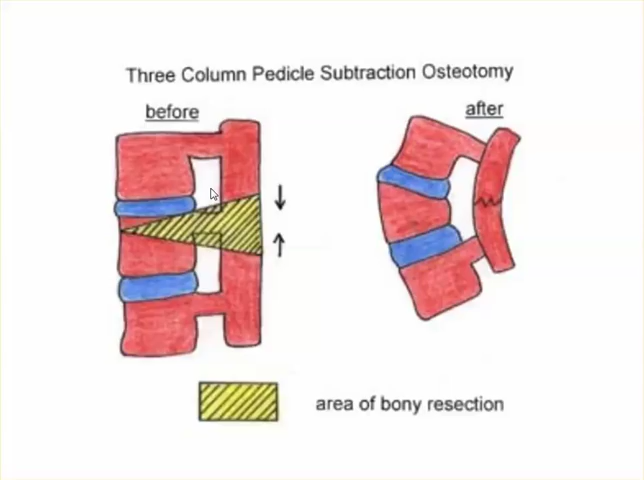 Three Column Pedicle Subtraction Osteotomy
before
after
area of bony resection